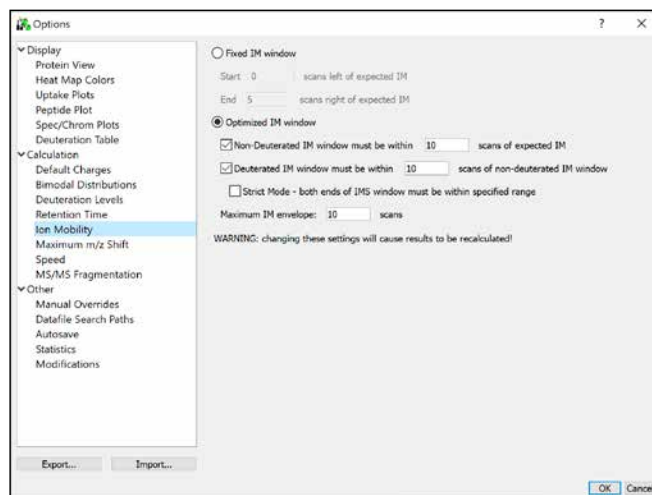 Options
Display
Protein View
Heat Map Colors
Uptake Plots
Peptide Plot
Spec/Chrom Plots
Deuteration Table
Calculation
Default Charges
Bimodal Distributions
Deuteration Levels
Retention Time
Ion Mobility
Maximum m/z Shift
Speed
MS/MS Fragmentation
Other
Manual Overrides
Datafile Search Paths
Autosave
Statistics
Modifications
Export... Import...
Fixed IM window
Start 0 scans left of expected IM
End 5 scans right of expected IM
Optimized IM window
Non-Deuterated IM window must be within 10 scans of expected IM
Deuterated IM window must be within 10 scans of non-deuterated IM window
Strict Mode - both ends of IMS window must be within specified range
Maximum IM envelope: 10 scans
WARNING: changing these settings will cause results to be recalculated!
OK Cance